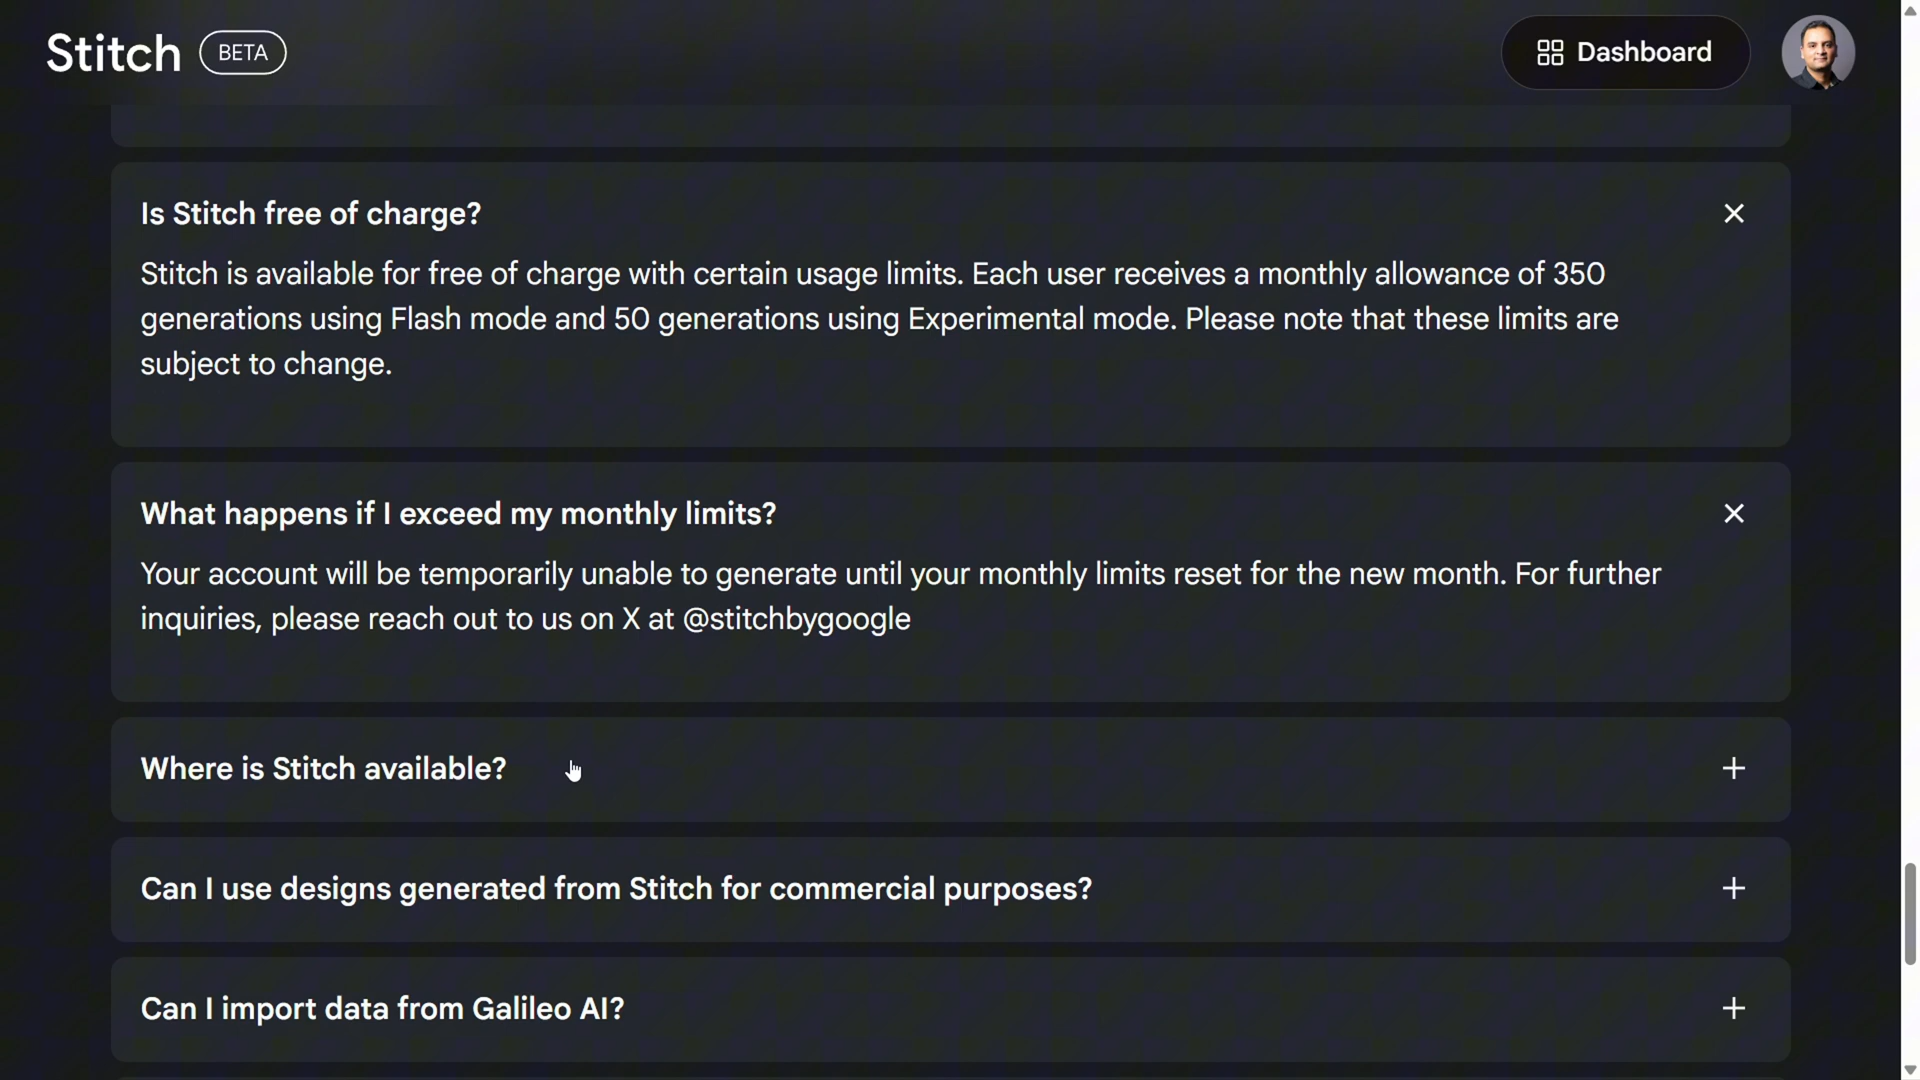 Stitch BETA
Dashboard
Is Stitch free of charge?
Stitch is available for free of charge with certain usage limits. Each user receives a monthly allowance of 350
generations using Flash mode and 50 generations using Experimental mode. Please note that these limits are
subject to change.
What happens if I exceed my monthly limits?
Your account will be temporarily unable to generate until your monthly limits reset for the new month. For further
inquiries, please reach out to us on X at @stitchbygoogle
Where is Stitch available?
Can I use designs generated from Stitch for commercial purposes?
Can I import data from Galileo AI?